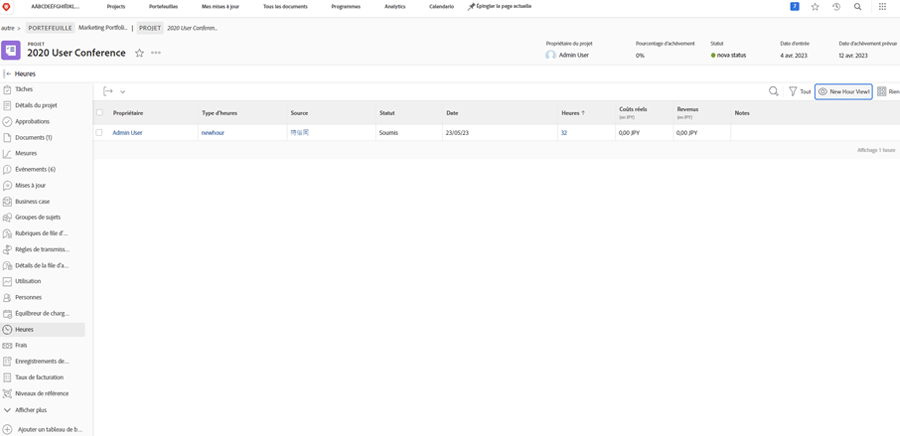 AÄBCDEÉFGHIÏDKL... Projects Portefeuilles Mes mises à jour Tous les documents Programmes Analytics Calendario Épingler la page actuelle 7
autre > PORTEFEUILLE Marketing Portfoli... | PROJET 2020 User Conferen...
PROJET
2020 User Conference
Propriétaire du projet Pourcentage d'achèvement Statut Date d'entrée Date d'achèvement prévue
Admin User 0% nova status 4 avr. 2023 12 avr. 2023
Heures
Tout New Hour View! Rien
Propriétaire Type d'heures Source Statut Date Heures ↑ Coûts réels Revenus Notes
(en JPY) (en JPY)
Admin User newhour Soumis 23/05/23 32 0,00 JPY 0,00 JPY
Affichage 1 heure
Tâches
Détails du projet
Approbations
Documents (1)
Mesures
Événements (6)
Mises à jour
Business case
Groupes de sujets
Rubriques de file d'...
Règles de transmiss...
Détails de la file d'a...
Utilisation
Personnes
Équilibreur de charg...
Heures
Frais
Enregistrements de...
Taux de facturation
Niveaux de référence
Afficher plus
Ajouter un tableau de b...